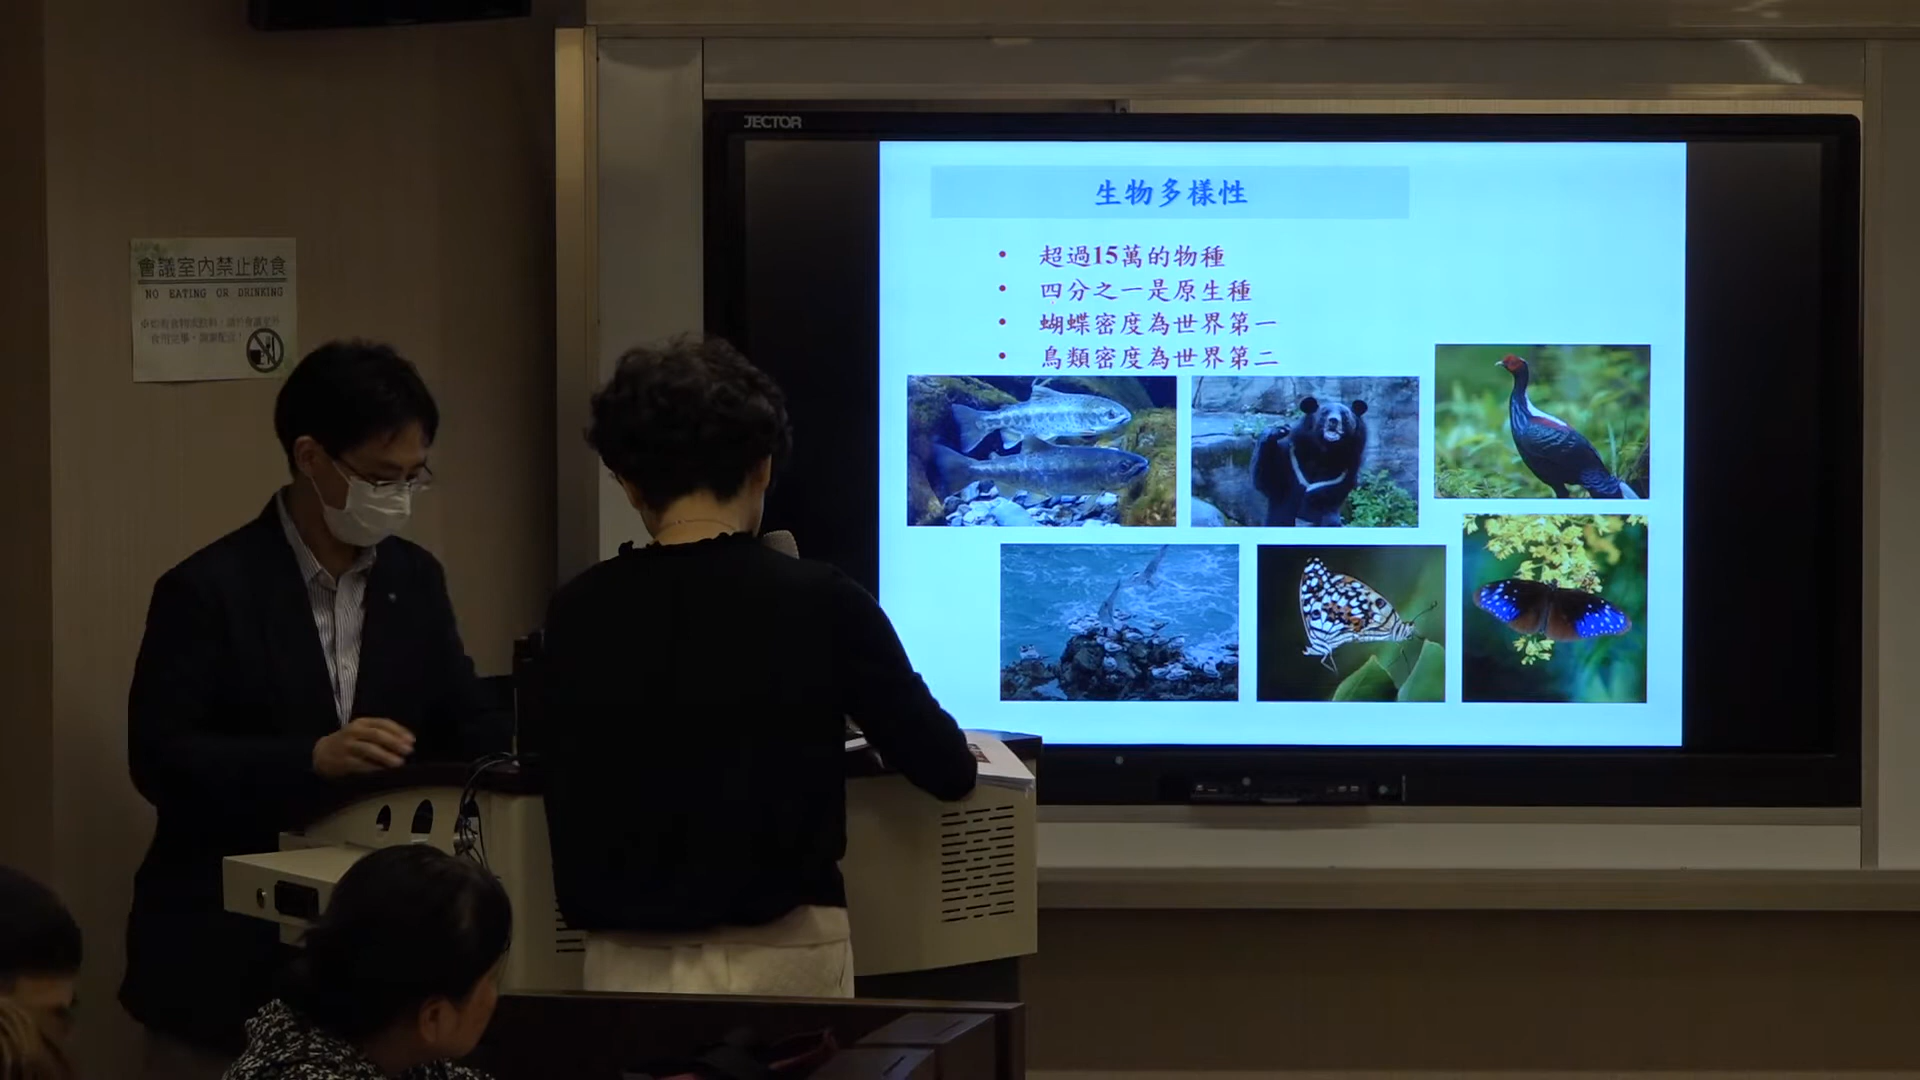 JECTOR
生物多樣性
• 超過15萬的物種
• 四分之一是原生種
• 蝴蝶密度為世界第一
• 鳥類密度為世界第二
會議室內禁止飲食
NO EATING OR DRINKING